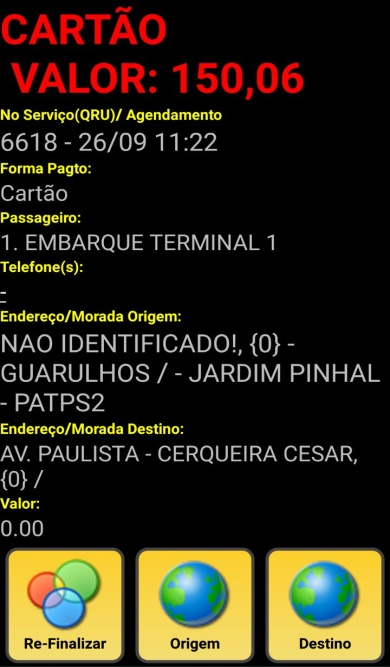 CARTÃO
VALOR: 150,06
No Serviço(QRU)/ Agendamento
6618 - 26/09 11:22
Forma Pagto:
Cartão
Passageiro:
1. EMBARQUE TERMINAL 1
Telefone(s):
-
Endereço/Morada Origem:
NAO IDENTIFICADO!, {0} -
GUARULHOS / - JARDIM PINHAL
- PATPS2
Endereço/Morada Destino:
AV. PAULISTA - CERQUEIRA CESAR,
{0} /
Valor:
0.00
Re-Finalizar
Origem
Destino